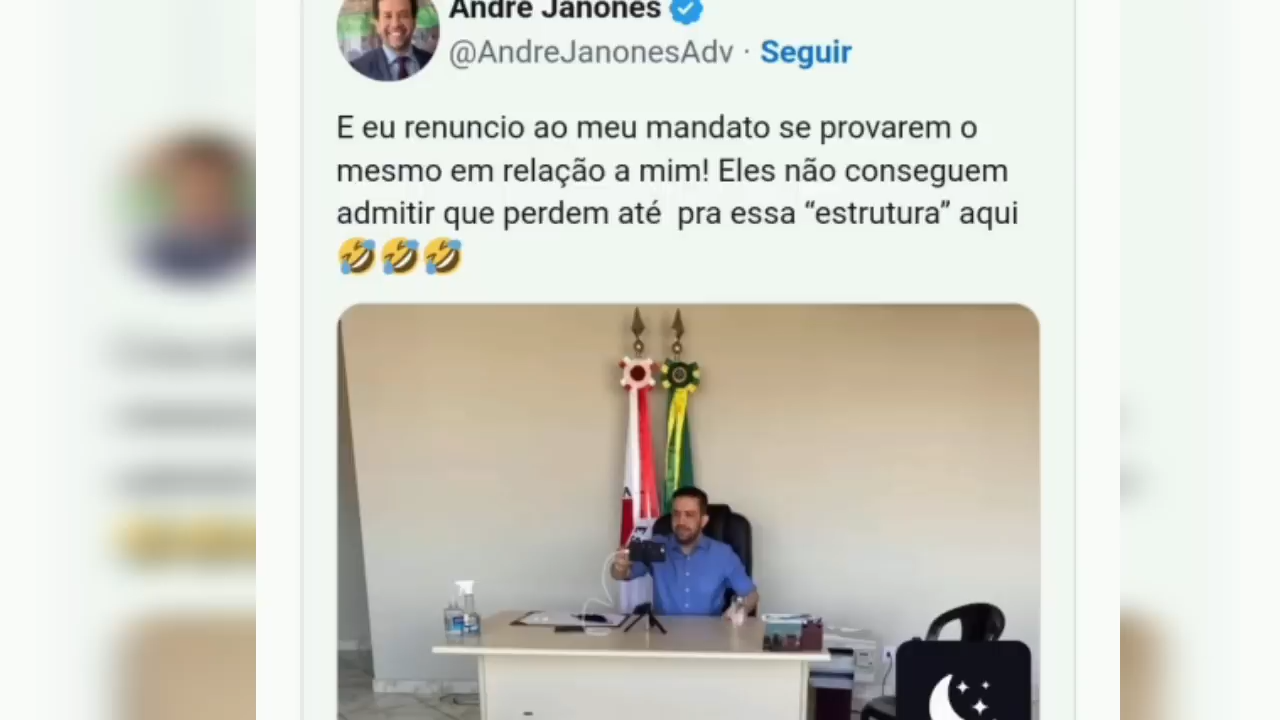 André Janones
@AndreJanonesAdv · Seguir
E eu renuncio ao meu mandato se provarem o
mesmo em relação a mim! Eles não conseguem
admitir que perdem até pra essa “estrutura” aqui
🤣🤣🤣